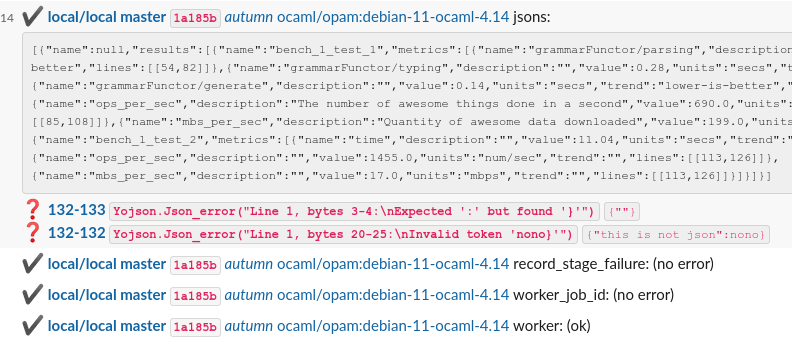 14 ✔ local/local master 1a185b autumn ocaml/opam:debian-11-ocaml-4.14 jsons:
[{"name":null,"results":[{"name":"bench_1_test_1","metrics":[{"name":"grammarFunctor/parsing","description
better","lines":[[54,82]]},{"name":"grammarFunctor/typing","description":"","value":0.28,"units":"secs","t
{"name":"grammarFunctor/generate","description":"","value":0.14,"units":"secs","trend":"lower-is-better","
{"name":"ops_per_sec","description":"The number of awesome things done in a second","value":690.0,"units":
[[85,108]]},{"name":"mbs_per_sec","description":"Quantity of awesome data downloaded","value":199.0,"units
{"name":"bench_1_test_2","metrics":[{"name":"time","description":"","value":11.04,"units":"secs","trend":"
{"name":"ops_per_sec","description":"","value":1455.0,"units":"num/sec","trend":"","lines":[[113,126]]},
{"name":"mbs_per_sec","description":"","value":17.0,"units":"mbps","trend":"","lines":[[113,126]]}]}]}]
❓ 132-133 Yojson.Json_error("Line 1, bytes 3-4:\nExpected ':' but found '}'") {""}
❓ 132-132 Yojson.Json_error("Line 1, bytes 20-25:\nInvalid token 'nono}'") {"this is not json":nono}
✔ local/local master 1a185b autumn ocaml/opam:debian-11-ocaml-4.14 record_stage_failure: (no error)
✔ local/local master 1a185b autumn ocaml/opam:debian-11-ocaml-4.14 worker_job_id: (no error)
✔ local/local master 1a185b autumn ocaml/opam:debian-11-ocaml-4.14 worker: (ok)